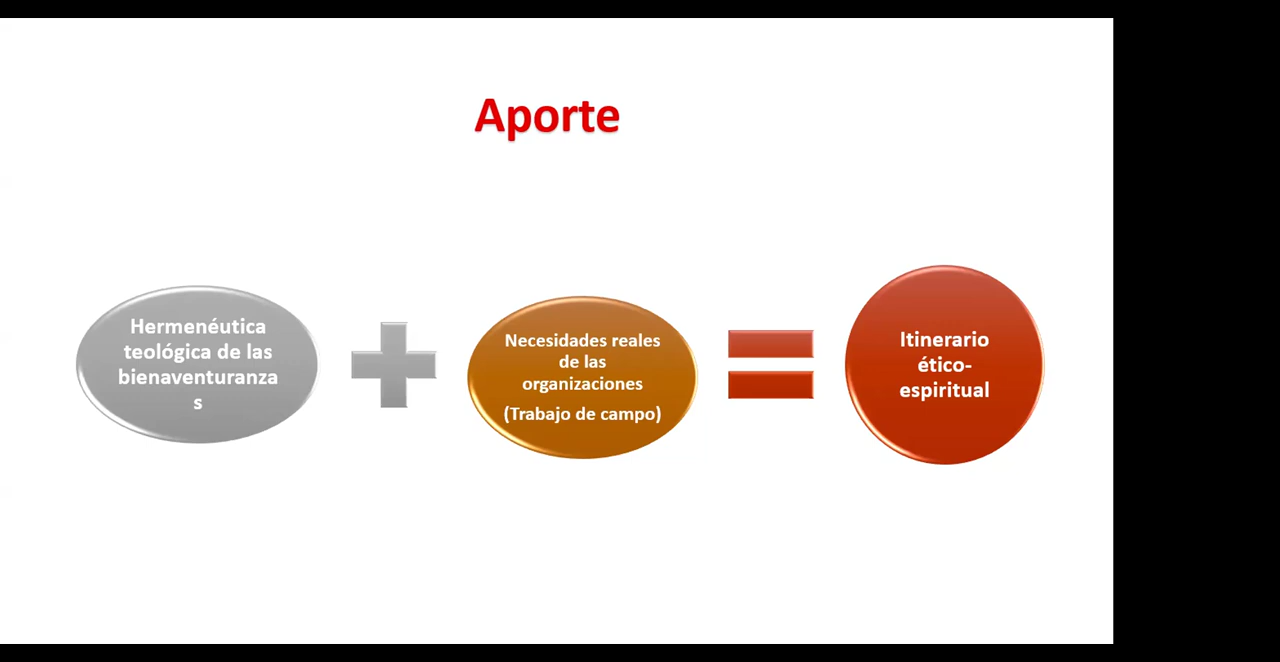 Aporte
Hermenéutica
teológica de las
bienaventuranza
s
Necesidades reales
de las
organizaciones
(Trabajo de campo)
Itinerario
ético-
espiritual